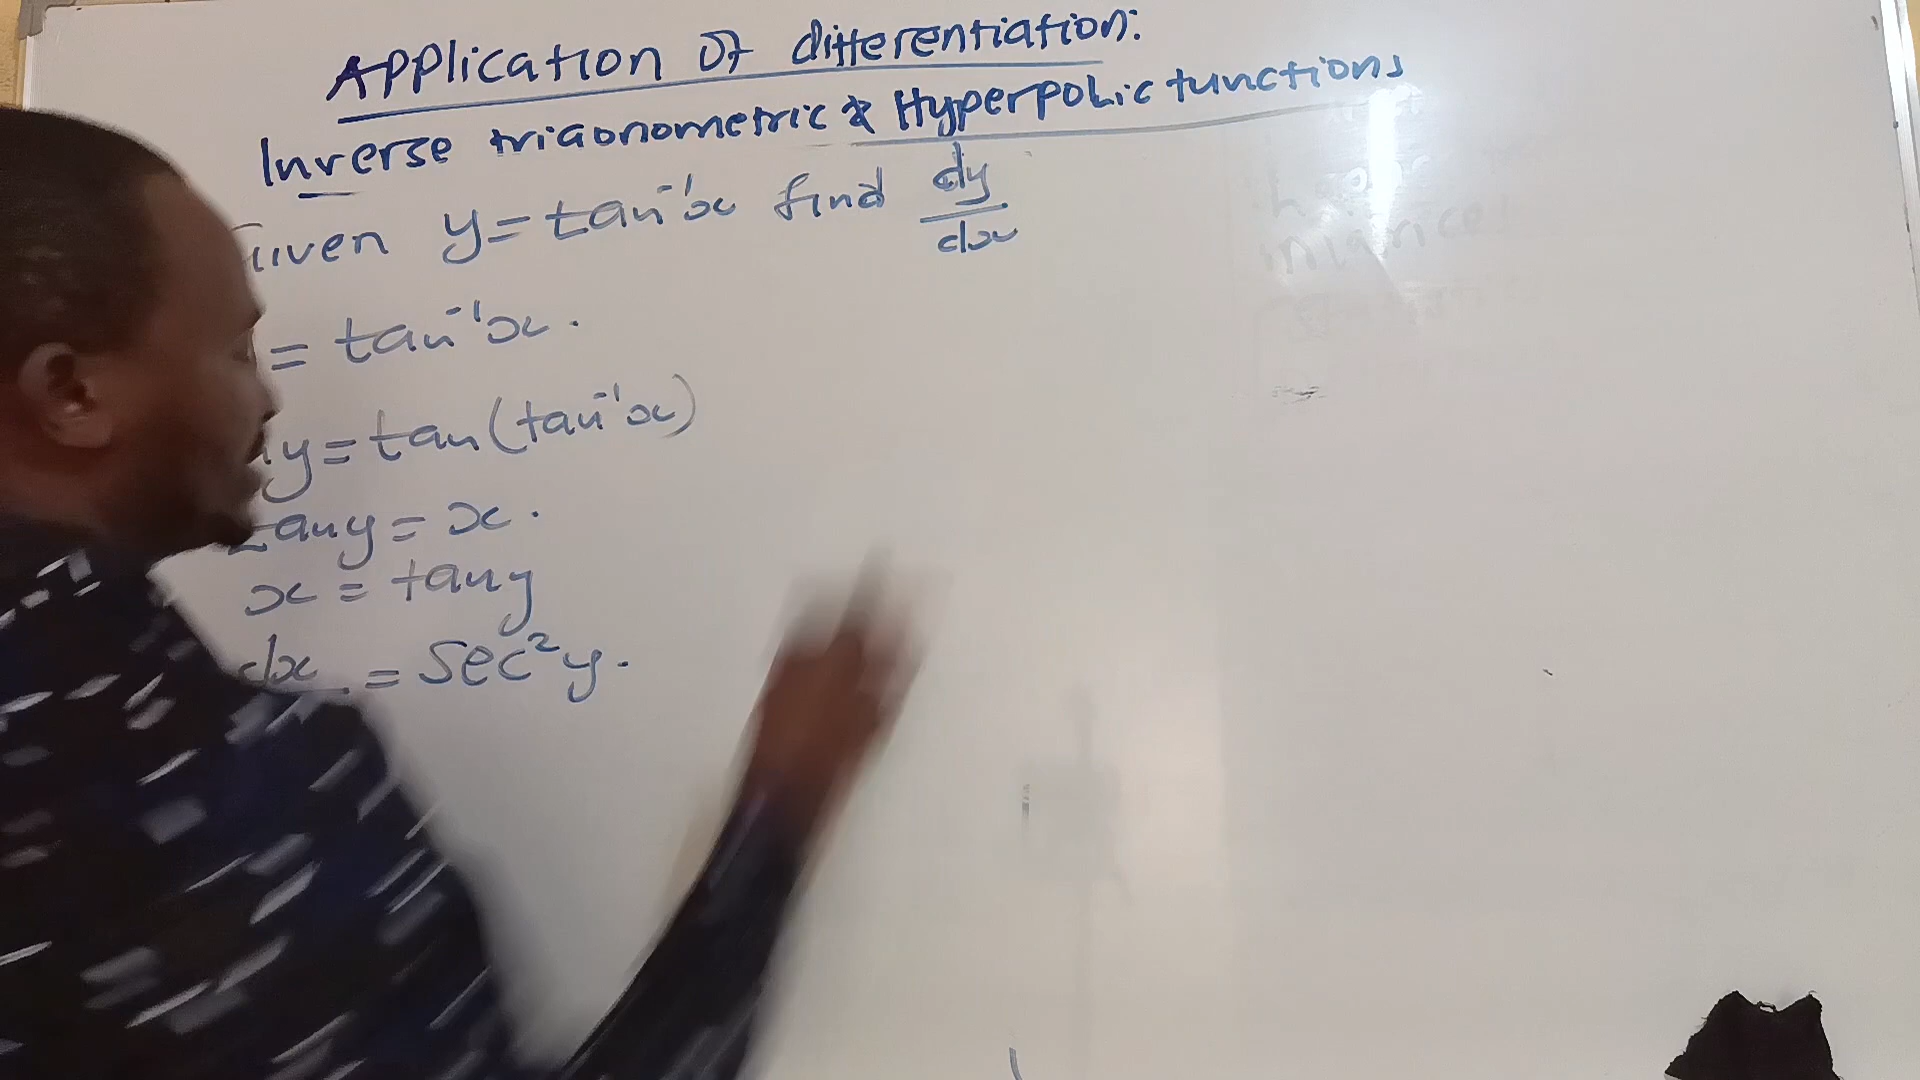 Application of differentiation:
Inverse trigonometric & Hyperpolic functions
Given y = tan⁻¹x find dy/dx
= tan⁻¹x.
y = tan(tan⁻¹x)
tany = x.
x = tany
dx = sec²y.